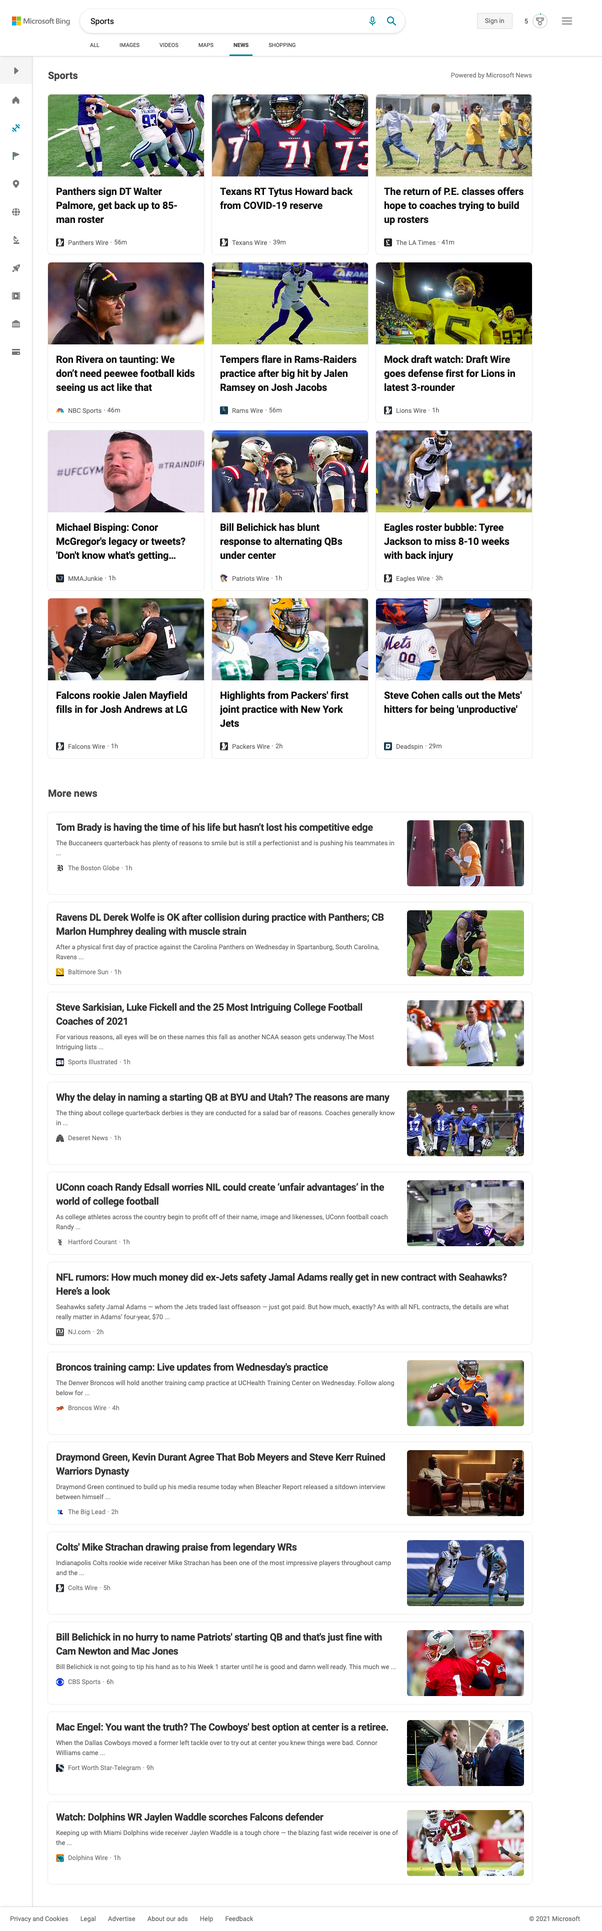 Microsoft Bing
Sports
Sign in
5
ALL IMAGES VIDEOS MAPS NEWS SHOPPING
Sports
Powered by Microsoft News
93
Panthers sign DT Walter
Palmore, get back up to 85-
man roster
Panthers Wire · 56m
7 71 73
Texans RT Tytus Howard back
from COVID-19 reserve
Texans Wire · 39m
The return of P.E. classes offers
hope to coaches trying to build
up rosters
The LA Times · 41m
Ron Rivera on taunting: We
don't need peewee football kids
seeing us act like that
NBC Sports · 46m
5
Tempers flare in Rams-Raiders
practice after big hit by Jalen
Ramsey on Josh Jacobs
Rams Wire · 56m
5 93
Mock draft watch: Draft Wire
goes defense first for Lions in
latest 3-rounder
Lions Wire · 1h
#UFCGYM #TRAINDIF
Michael Bisping: Conor
McGregor's legacy or tweets?
'Don't know what's getting...
MMAJunkie · 1h
10
Bill Belichick has blunt
response to alternating QBs
under center
Patriots Wire · 1h
Eagles roster bubble: Tyree
Jackson to miss 8-10 weeks
with back injury
Eagles Wire · 3h
Falcons rookie Jalen Mayfield
fills in for Josh Andrews at LG
Falcons Wire · 1h
Highlights from Packers' first
joint practice with New York
Jets
Packers Wire · 2h
Mets
00
Steve Cohen calls out the Mets'
hitters for being 'unproductive'
Deadspin · 29m
More news
Tom Brady is having the time of his life but hasn't lost his competitive edge
The Buccaneers quarterback has plenty of reasons to smile but is still a perfectionist and is pushing his teammates in
...
The Boston Globe · 1h
Ravens DL Derek Wolfe is OK after collision during practice with Panthers; CB
Marlon Humphrey dealing with muscle strain
After a physical first day of practice against the Carolina Panthers on Wednesday in Spartanburg, South Carolina,
Ravens ...
Baltimore Sun · 1h
Steve Sarkisian, Luke Fickell and the 25 Most Intriguing College Football
Coaches of 2021
For various reasons, all eyes will be on these names this fall as another NCAA season gets underway.The Most
Intriguing lists ...
Sports Illustrated · 1h
Why the delay in naming a starting QB at BYU and Utah? The reasons are many
The thing about college quarterback derbies is they are conducted for a salad bar of reasons. Coaches generally know
in ...
Deseret News · 1h
17 11
UConn coach Randy Edsall worries NIL could create 'unfair advantages' in the
world of college football
As college athletes across the country begin to profit off of their name, image and likenesses, UConn football coach
Randy ...
Hartford Courant · 1h
NFL rumors: How much money did ex-Jets safety Jamal Adams really get in new contract with Seahawks?
Here's a look
Seahawks safety Jamal Adams — whom the Jets traded last offseason — just got paid. But how much, exactly? As with all NFL contracts, the details are what
really matter in Adams' four-year, $70 ...
NJ.com · 2h
Broncos training camp: Live updates from Wednesday's practice
The Denver Broncos will hold another training camp practice at UCHealth Training Center on Wednesday. Follow along
below for ...
Broncos Wire · 4h
5
Draymond Green, Kevin Durant Agree That Bob Meyers and Steve Kerr Ruined
Warriors Dynasty
Draymond Green continued to build up his media resume today when Bleacher Report released a sitdown interview
between himself ...
The Big Lead · 2h
Colts' Mike Strachan drawing praise from legendary WRs
Indianapolis Colts rookie wide receiver Mike Strachan has been one of the most impressive players throughout camp
and the ...
Colts Wire · 5h
17
Bill Belichick in no hurry to name Patriots' starting QB and that's just fine with
Cam Newton and Mac Jones
Bill Belichick is not going to tip his hand as to his Week 1 starter until he is good and damn well ready. This much we ...
CBS Sports · 6h
1
Mac Engel: You want the truth? The Cowboys' best option at center is a retiree.
When the Dallas Cowboys moved a former left tackle over to try out at center you knew things were bad. Connor
Williams came ...
Fort Worth Star-Telegram · 9h
Watch: Dolphins WR Jaylen Waddle scorches Falcons defender
Keeping up with Miami Dolphins wide receiver Jaylen Waddle is a tough chore — the blazing fast wide receiver is one of
the ...
Dolphins Wire · 1h
17
Privacy and Cookies Legal Advertise About our ads Help Feedback
© 2021 Microsoft